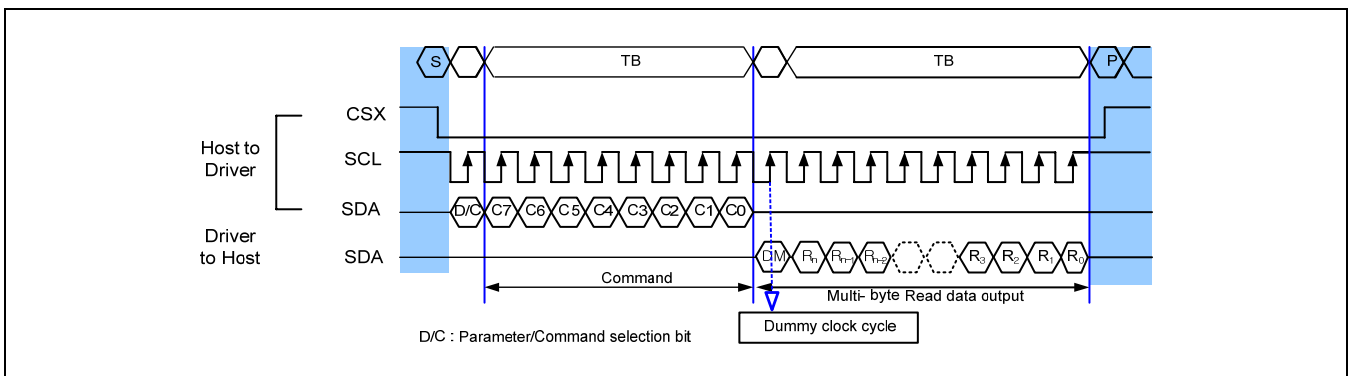 S TB TB P
CSX
Host to
Driver
SCL
SDA D/C C7 C6 C5 C4 C3 C2 C1 C0
Driver
to Host
SDA DM Rn Rn-1 Rn-2 R3 R2 R1 R0
Command
Multi- byte Read data output
Dummy clock cycle
D/C : Parameter/Command selection bit